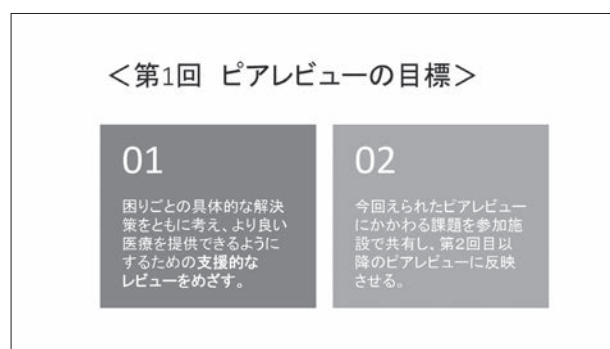 ＜第1回 ピアレビューの目標＞
01
困りごとの具体的な解決
策をともに考え、より良い
医療を提供できるように
するための支援的な
レビューをめざす。
02
今回えられたピアレビュー
にかかわる課題を参加施
設で共有し、第2回目以
降のピアレビューに反映
させる。